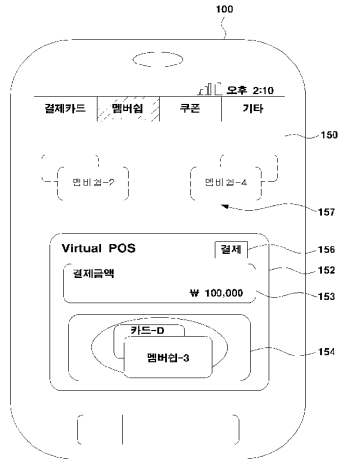 100
오후 2:10
결제카드 멤버쉽 쿠폰 기타
150
멤버쉽-2 멤버쉽-4
157
Virtual POS 결제 156
152
결제금액
₩ 100,000 153
카드-D
멤버쉽-3 154